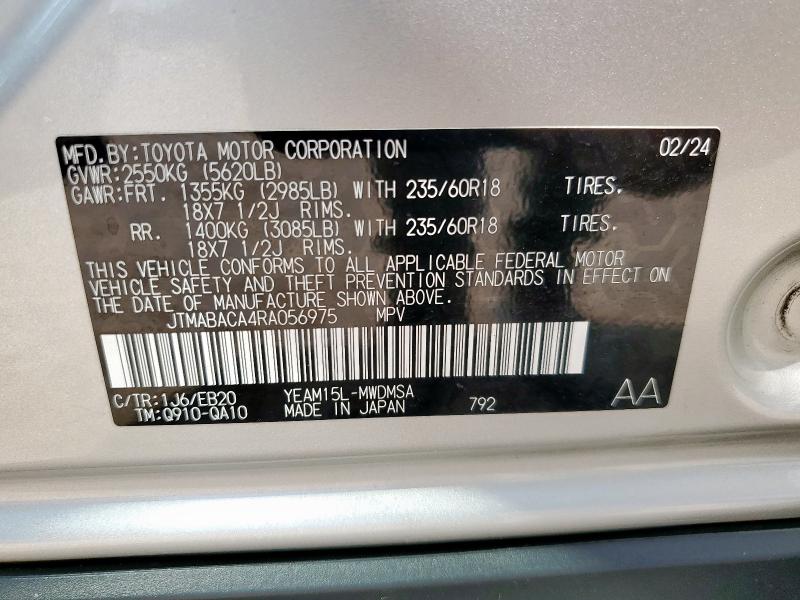 MFD.BY:TOYOTA MOTOR CORPORATION 02/24
GVWR:2550KG (5620LB)
GAWR:FRT. 1355KG (2985LB) WITH 235/60R18 TIRES.
18X7 1/2J RIMS.
RR. 1400KG (3085LB) WITH 235/60R18 TIRES.
18X7 1/2J RIMS.
THIS VEHICLE CONFORMS TO ALL APPLICABLE FEDERAL MOTOR
VEHICLE SAFETY AND THEFT PREVENTION STANDARDS IN EFFECT ON
THE DATE OF MANUFACTURE SHOWN ABOVE.
JTMABACA4RA056975 MPV
C/TR:1J6/EB20 YEAM15L-MWDMSA AA
TM:Q910-QA10 MADE IN JAPAN 792